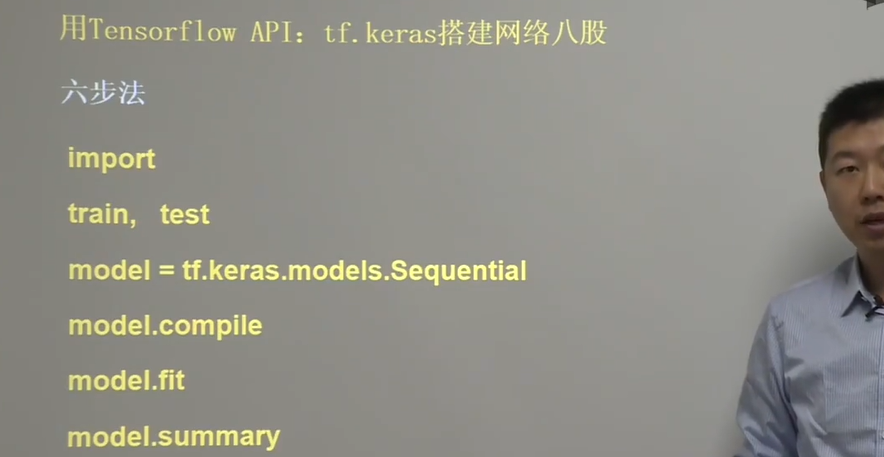 用Tensorflow API：tf.keras搭建网络八股
六步法
import
train, test
model = tf.keras.models.Sequential
model.compile
model.fit
model.summary